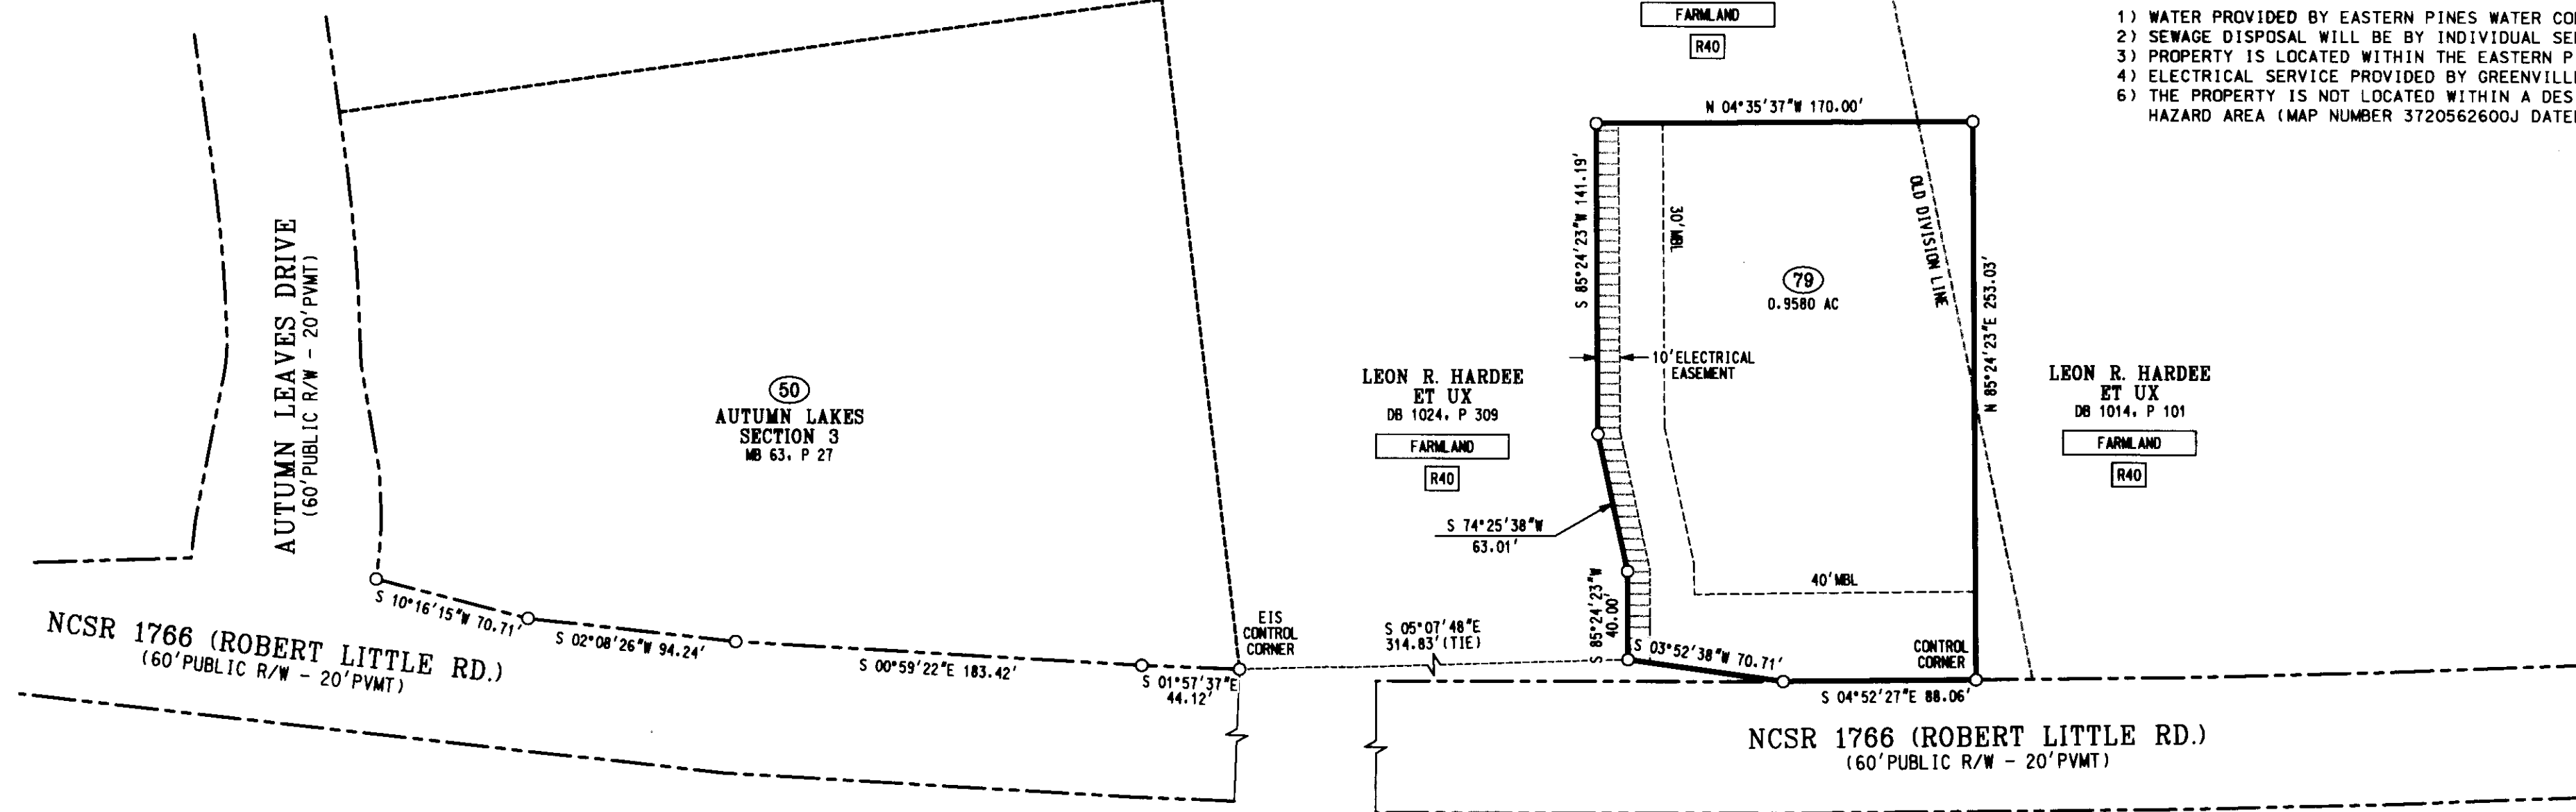 FARMLAND
R40
1) WATER PROVIDED BY EASTERN PINES WATER
2) SEWAGE DISPOSAL WILL BE BY INDIVIDUAL
3) PROPERTY IS LOCATED WITHIN THE EASTERN
4) ELECTRICAL SERVICE PROVIDED BY
6) THE PROPERTY IS NOT LOCATED WITHIN A
HAZARD AREA (MAP NUMBER 3720562600J
N 04°35'37"W 170.00'
S 85°24'23"W 141.19'
30'MBL
OLD DIVISION LINE
79
0.9580 AC
N 85°24'23"E 253.03'
10'ELECTRICAL
EASEMENT
AUTUMN LEAVES DRIVE
(60'PUBLIC R/W - 20'PVMT)
50
AUTUMN LAKES
SECTION 3
MB 63, P 27
LEON R. HARDEE
ET UX
DB 1024, P 309
FARMLAND
R40
LEON R. HARDEE
ET UX
DB 1014, P 101
FARMLAND
R40
S 74°25'38"W
63.01'
S 85°24'23"W
40.00'
40'MBL
S 10°16'15"W 70.71'
S 02°08'26"W 94.24'
S 00°59'22"E 183.42'
S 01°57'37"E
44.12'
EIS
CONTROL
CORNER
S 05°07'48"E
314.83'(TIE)
S 03°52'38"W 70.71'
CONTROL
CORNER
S 04°52'27"E 88.06'
NCSR 1766 (ROBERT LITTLE RD.)
(60'PUBLIC R/W - 20'PVMT)
NCSR 1766 (ROBERT LITTLE RD.)
(60'PUBLIC R/W - 20'PVMT)